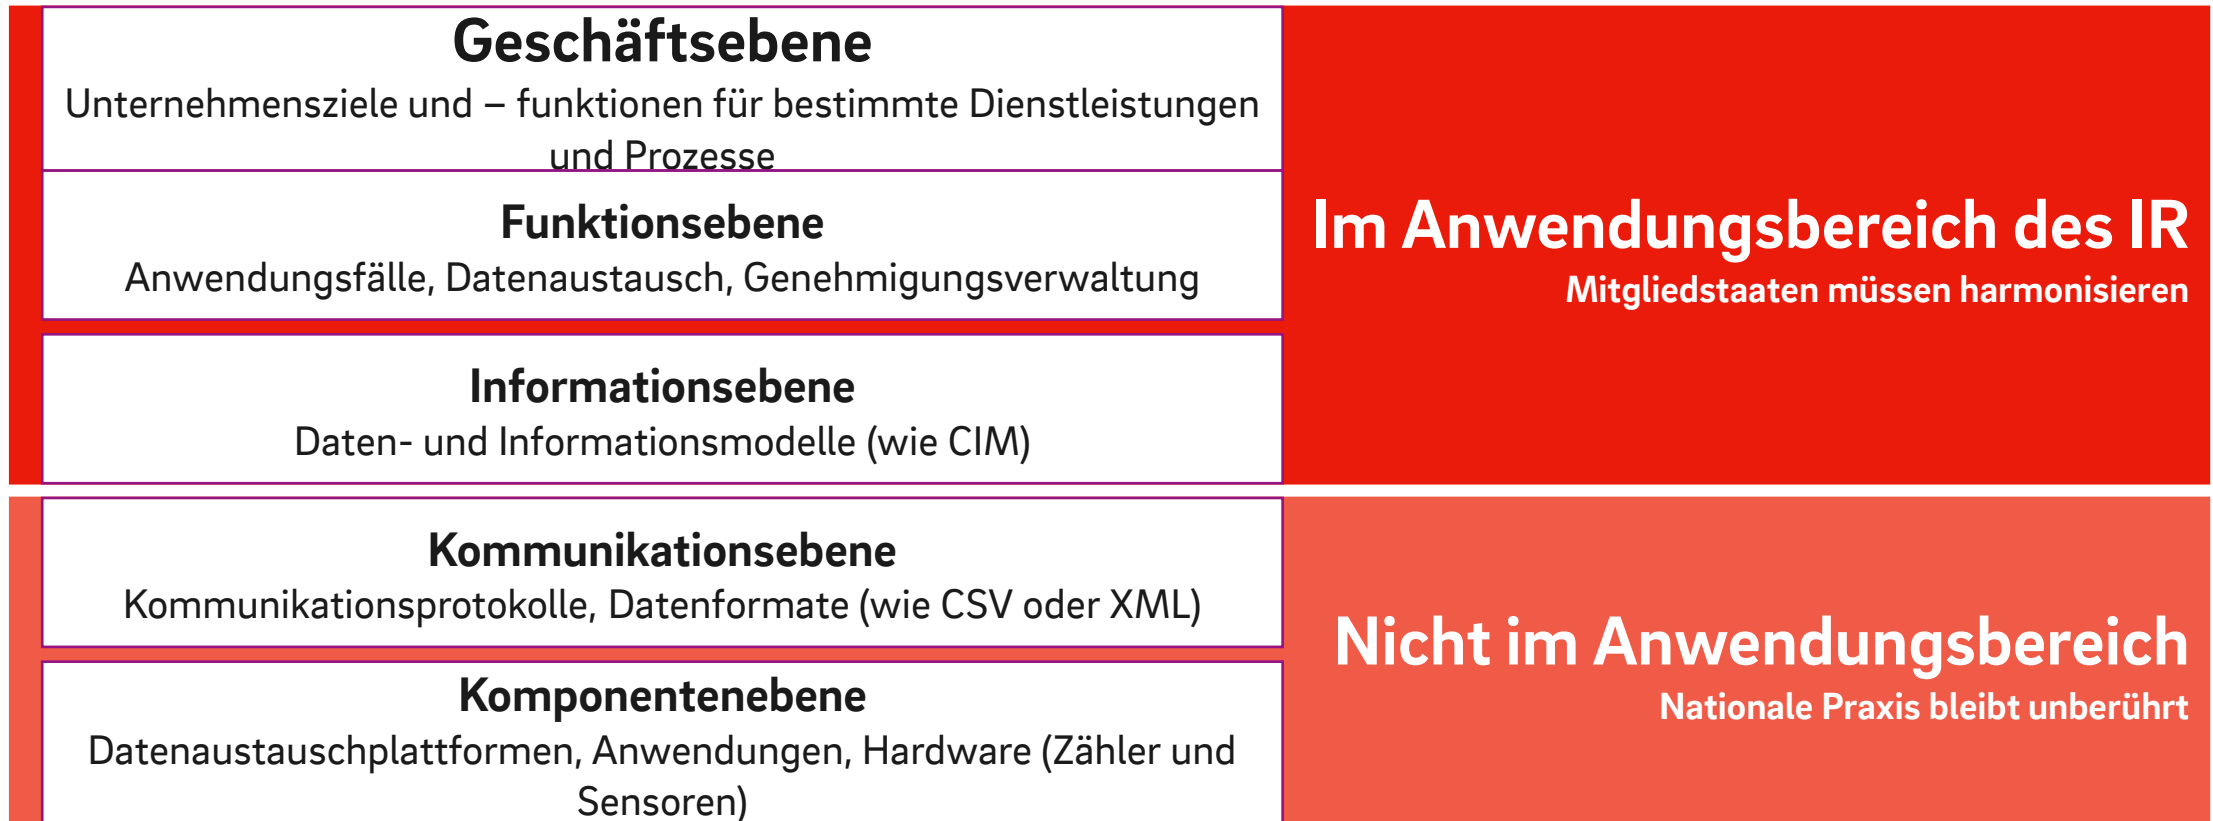 Geschäftsebene
Unternehmensziele und – funktionen für bestimmte Dienstleistungen
und Prozesse
Funktionsebene
Anwendungsfälle, Datenaustausch, Genehmigungsverwaltung
Informationsebene
Daten- und Informationsmodelle (wie CIM)
Im Anwendungsbereich des IR
Mitgliedstaaten müssen harmonisieren
Kommunikationsebene
Kommunikationsprotokolle, Datenformate (wie CSV oder XML)
Komponentenebene
Datenaustauschplattformen, Anwendungen, Hardware (Zähler und
Sensoren)
Nicht im Anwendungsbereich
Nationale Praxis bleibt unberührt